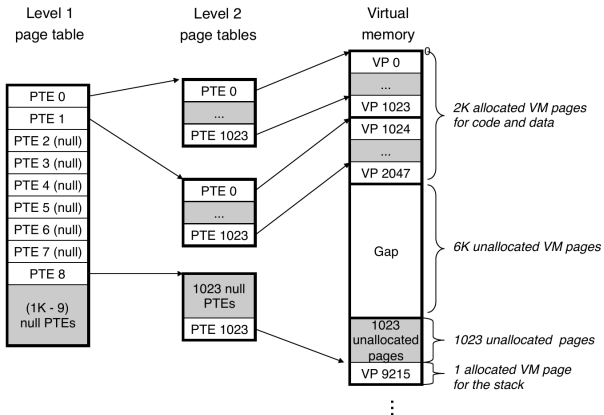 Level 1
page table
Level 2
page tables
Virtual
memory
PTE 0
PTE 1
PTE 2 (null)
PTE 3 (null)
PTE 4 (null)
PTE 5 (null)
PTE 6 (null)
PTE 7 (null)
PTE 8
(1K - 9)
null PTEs
PTE 0
...
PTE 1023
PTE 0
...
PTE 1023
1023 null
PTEs
PTE 1023
0
VP 0
...
VP 1023
VP 1024
...
VP 2047
Gap
1023
unallocated
pages
VP 9215
2K allocated VM pages
for code and data
6K unallocated VM pages
1023 unallocated pages
1 allocated VM page
for the stack